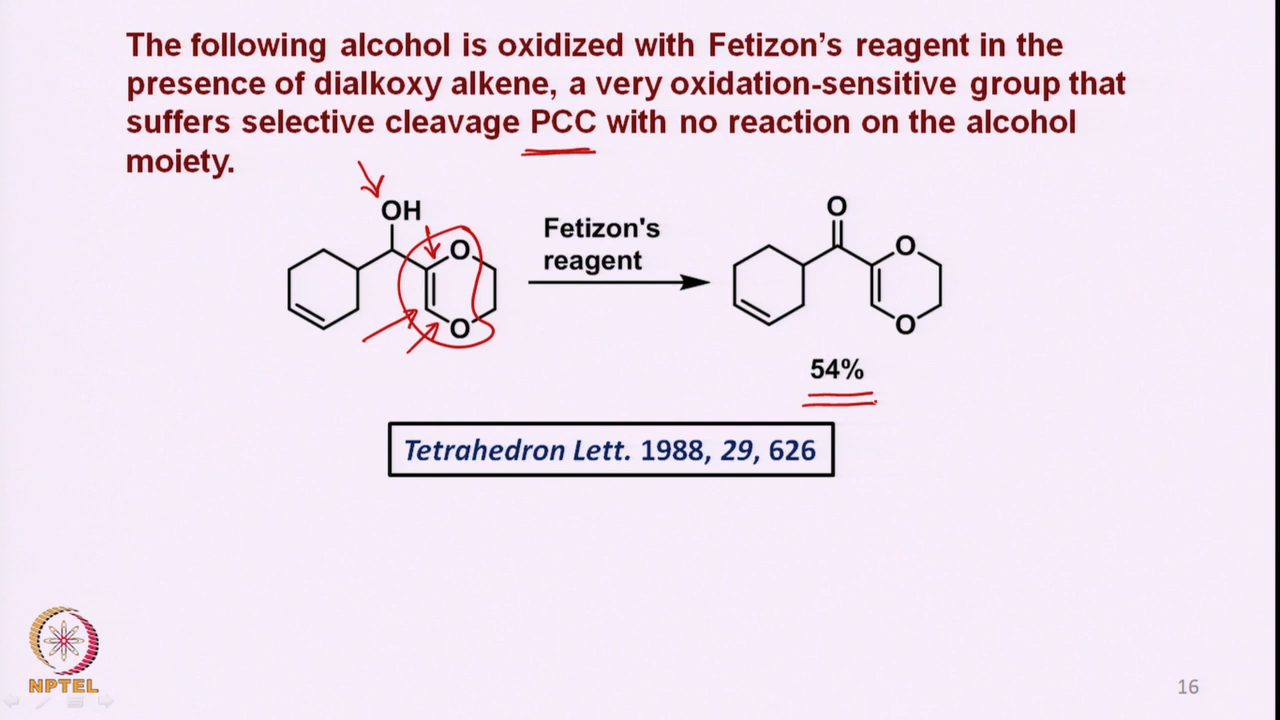 The following alcohol is oxidized with Fetizon's reagent in the
presence of dialkoxy alkene, a very oxidation-sensitive group that
suffers selective cleavage PCC with no reaction on the alcohol
moiety.
OH
O
O
Fetizon's
reagent
O
O
O
54%
Tetrahedron Lett. 1988, 29, 626
NPTEL
16